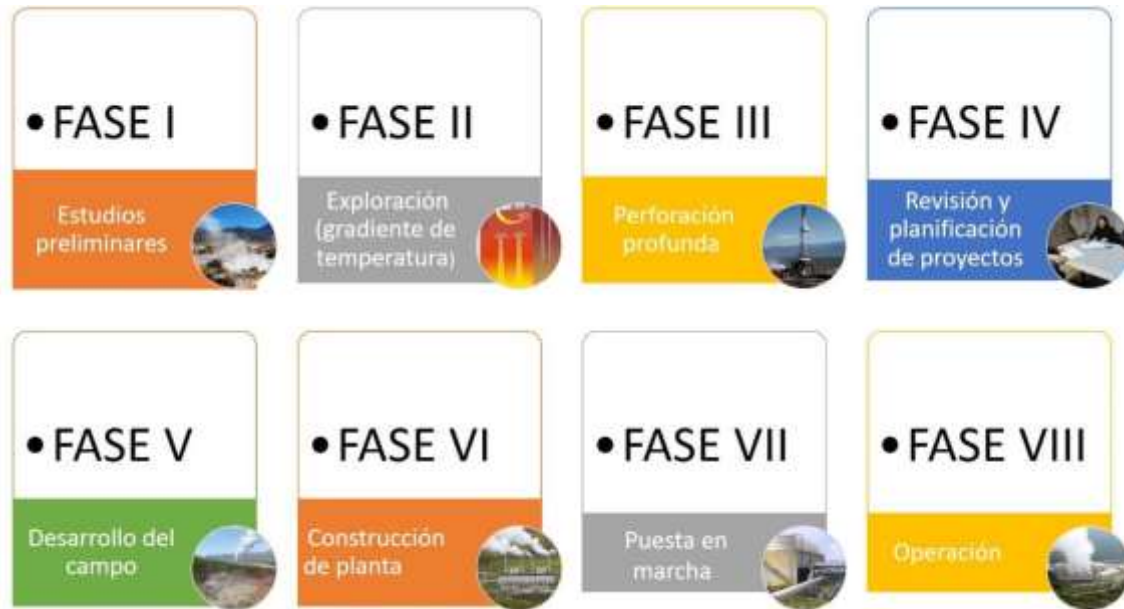 • FASE I
Estudios
preliminares
• FASE II
Exploración
(gradiente de
temperatura)
• FASE III
Perforación
profunda
• FASE IV
Revisión y
planificación
de proyectos
• FASE V
Desarrollo del
campo
• FASE VI
Construcción
de planta
• FASE VII
Puesta en
marcha
• FASE VIII
Operación